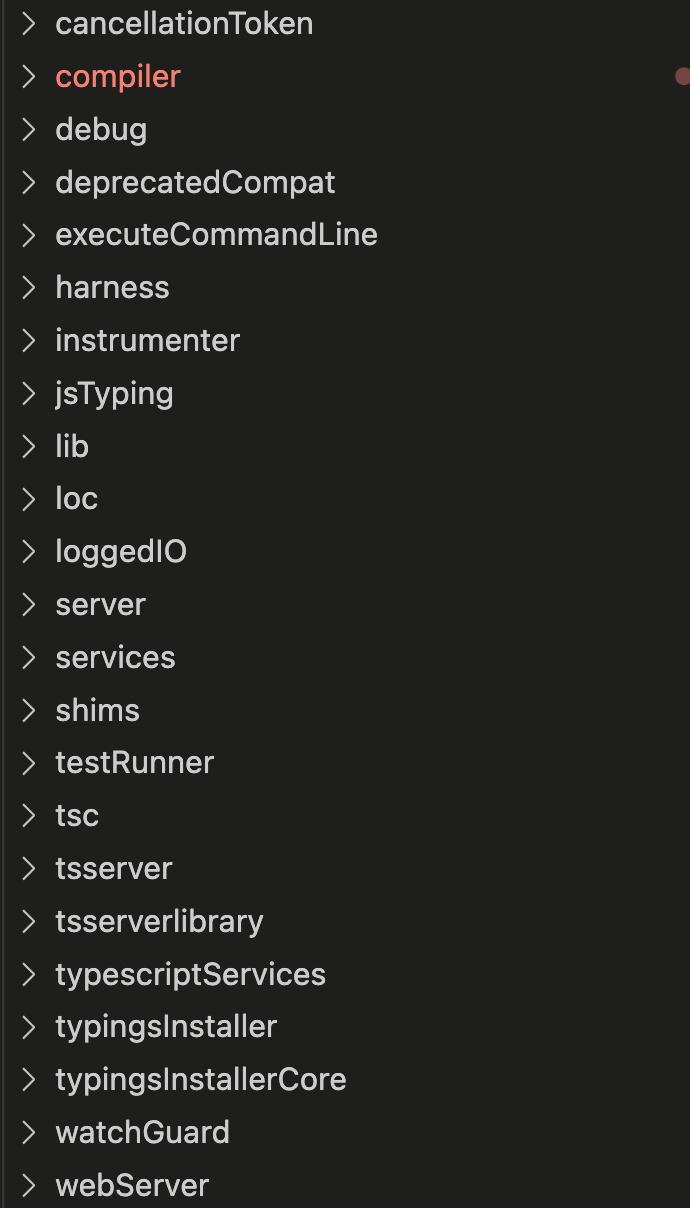 cancellationToken
compiler
debug
deprecatedCompat
executeCommandLine
harness
instrumenter
jsTyping
lib
loc
loggedIO
server
services
shims
testRunner
tsc
tsserver
tsserverlibrary
typescriptServices
typingsInstaller
typingsInstallerCore
watchGuard
webServer